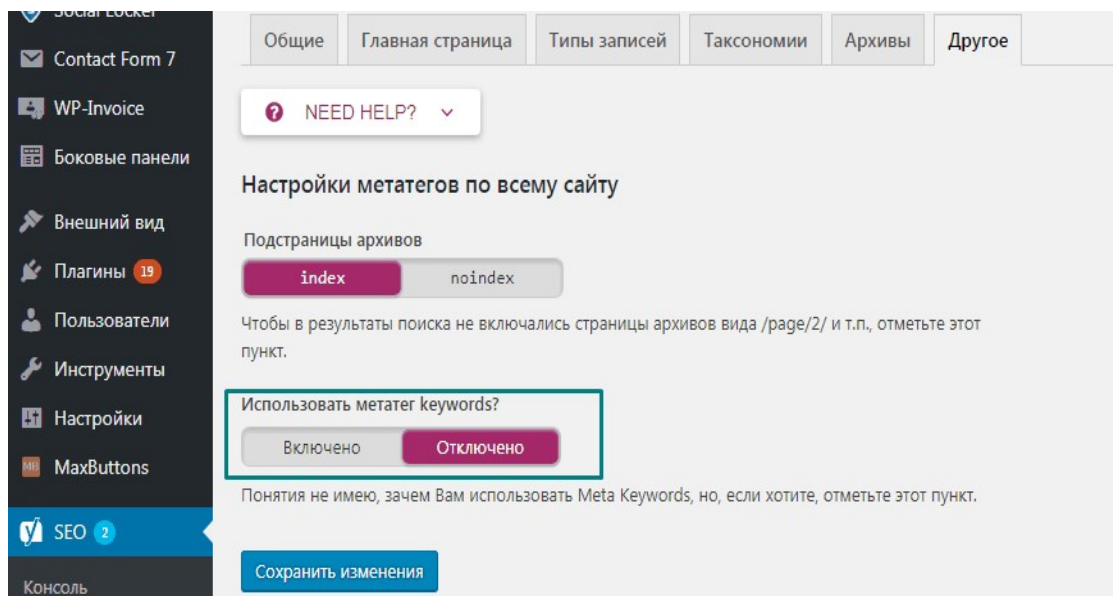 Social Locker
Contact Form 7
WP-Invoice
Боковые панели
Внешний вид
Плагины 19
Пользователи
Инструменты
Настройки
MB MaxButtons
SEO 2
Консоль
Общие Главная страница Типы записей Таксономии Архивы Другое
NEED HELP?
Настройки метатегов по всему сайту
Подстраницы архивов
index noindex
Чтобы в результаты поиска не включались страницы архивов вида /page/2/ и т.п., отметьте этот
пункт.
Использовать метатег keywords?
Включено Отключено
Понятия не имею, зачем Вам использовать Meta Keywords, но, если хотите, отметьте этот пункт.
Сохранить изменения